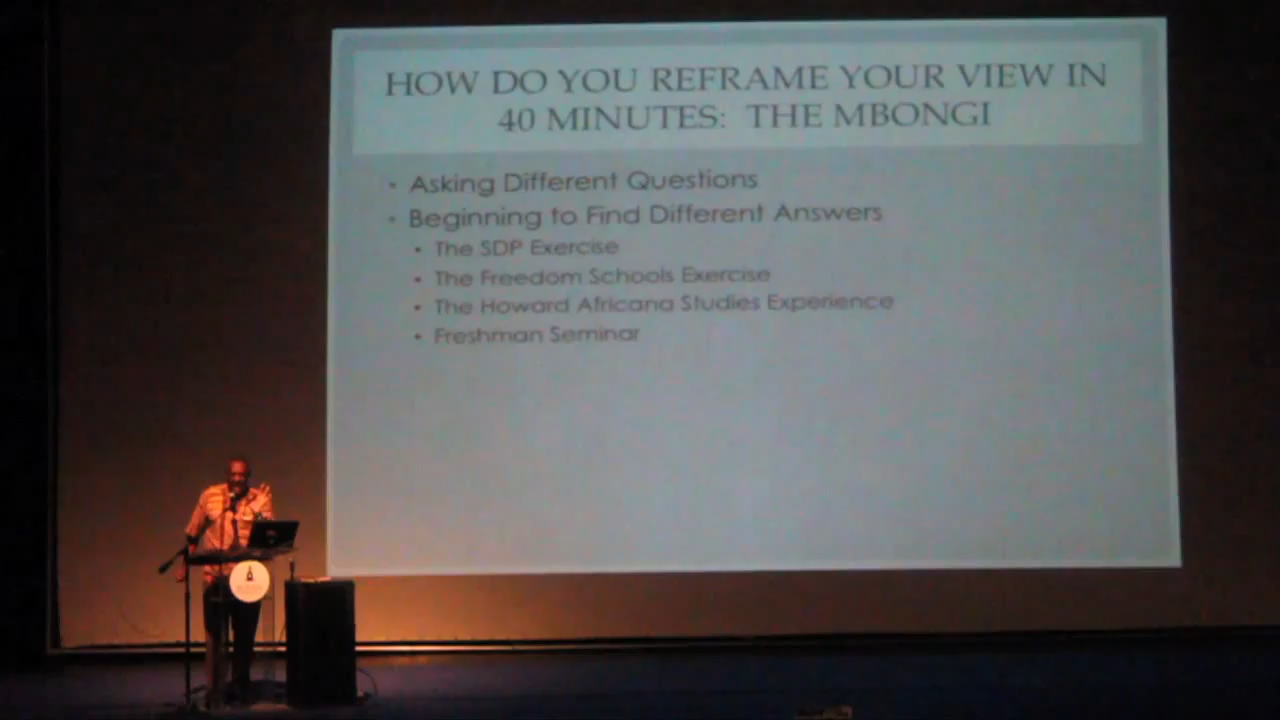 HOW DO YOU REFRAME YOUR VIEW IN
40 MINUTES: THE MBONGI
• Asking Different Questions
• Beginning to Find Different Answers
• The SDP Exercise
• The Freedom Schools Exercise
• The Howard Africana Studies Experience
• Freshman Seminar